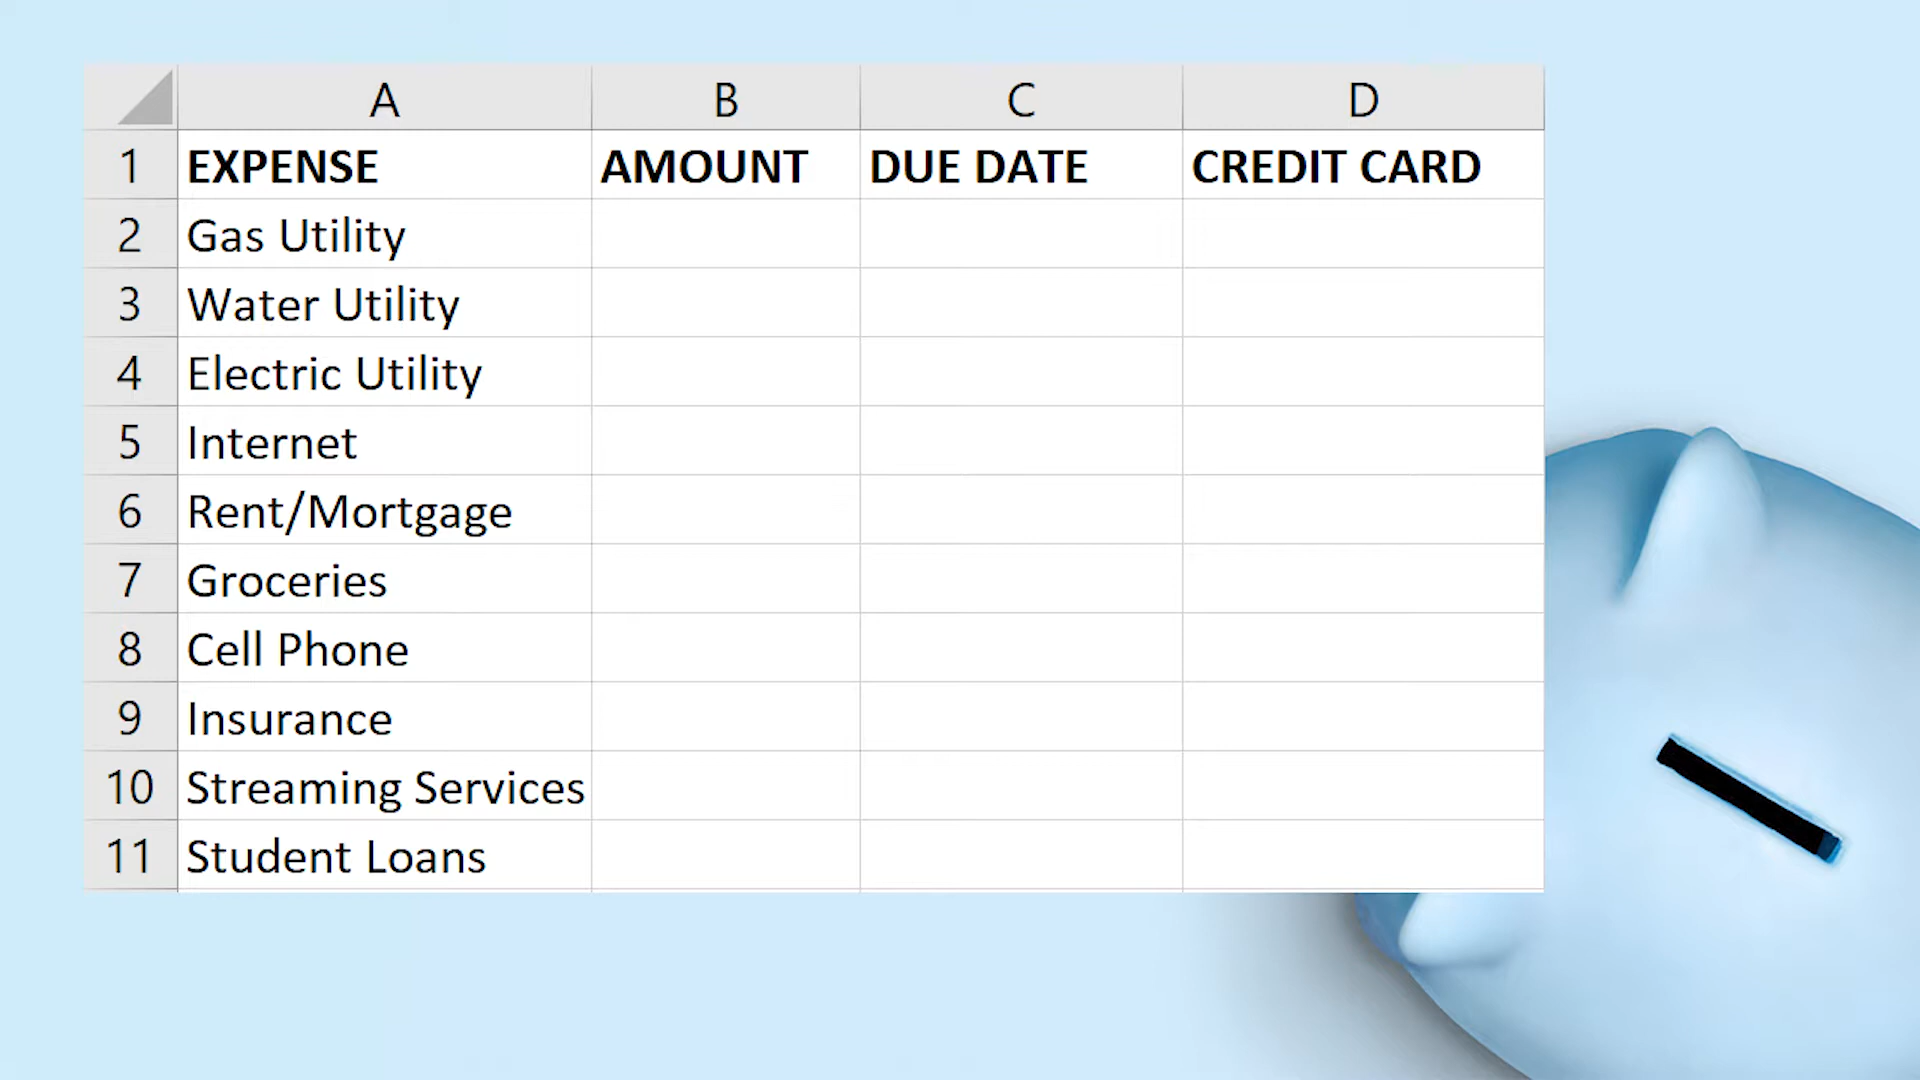 A B C D
1 EXPENSE AMOUNT DUE DATE CREDIT CARD
2 Gas Utility
3 Water Utility
4 Electric Utility
5 Internet
6 Rent/Mortgage
7 Groceries
8 Cell Phone
9 Insurance
10 Streaming Services
11 Student Loans